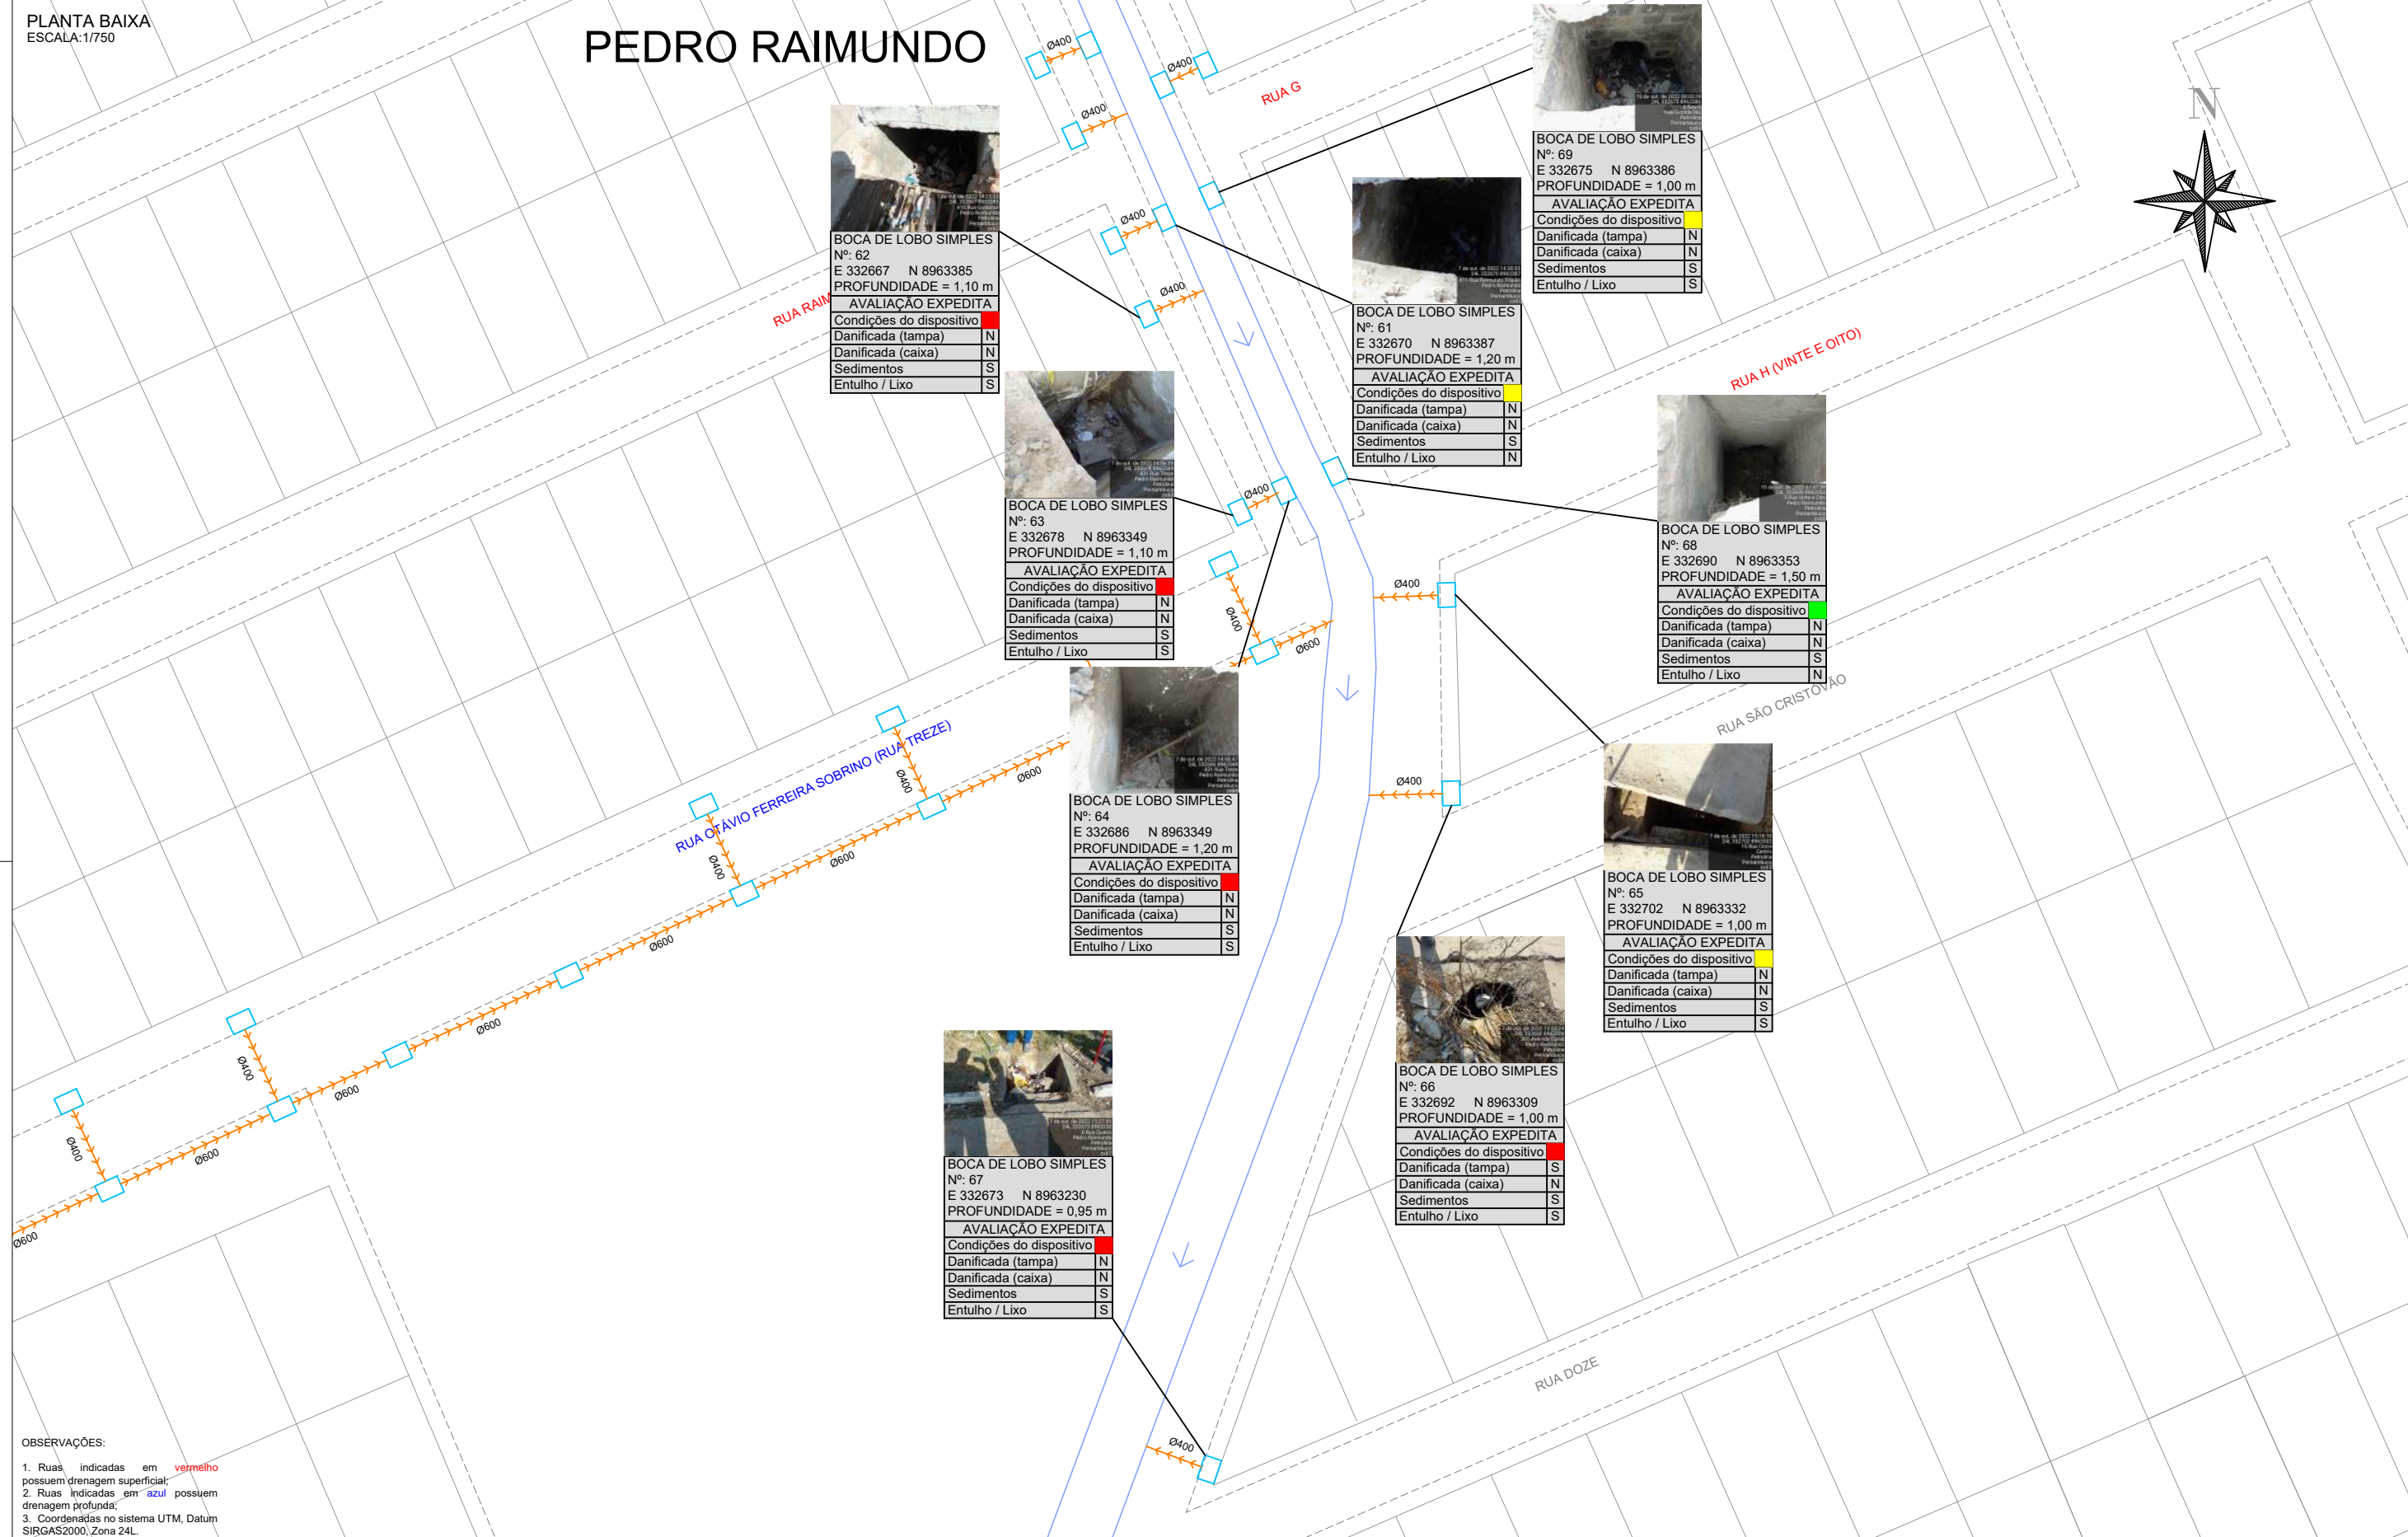 PLANTA BAIXA
ESCALA:1/750
PEDRO RAIMUNDO
N
RUA G
RUA RAIM
RUA H (VINTE E OITO)
RUA SÃO CRISTOVÃO
RUA OTÁVIO FERREIRA SOBRINO (RUA TREZE)
RUA DOZE
Ø400
Ø400
Ø400
Ø400
Ø400
Ø400
Ø400
Ø600
Ø400
Ø400
Ø400
Ø600
Ø400
Ø600
Ø600
Ø400
Ø600
Ø600
Ø400
Ø600
Ø600
Ø400
BOCA DE LOBO SIMPLES
Nº: 69
E 332675 N 8963386
PROFUNDIDADE = 1,00 m
AVALIAÇÃO EXPEDITA
Condições do dispositivo
Danificada (tampa) N
Danificada (caixa) N
Sedimentos S
Entulho / Lixo S
BOCA DE LOBO SIMPLES
Nº: 62
E 332667 N 8963385
PROFUNDIDADE = 1,10 m
AVALIAÇÃO EXPEDITA
Condições do dispositivo
Danificada (tampa) N
Danificada (caixa) N
Sedimentos S
Entulho / Lixo S
BOCA DE LOBO SIMPLES
Nº: 61
E 332670 N 8963387
PROFUNDIDADE = 1,20 m
AVALIAÇÃO EXPEDITA
Condições do dispositivo
Danificada (tampa) N
Danificada (caixa) N
Sedimentos S
Entulho / Lixo N
BOCA DE LOBO SIMPLES
Nº: 63
E 332678 N 8963349
PROFUNDIDADE = 1,10 m
AVALIAÇÃO EXPEDITA
Condições do dispositivo
Danificada (tampa) N
Danificada (caixa) N
Sedimentos S
Entulho / Lixo S
BOCA DE LOBO SIMPLES
Nº: 68
E 332690 N 8963353
PROFUNDIDADE = 1,50 m
AVALIAÇÃO EXPEDITA
Condições do dispositivo
Danificada (tampa) N
Danificada (caixa) N
Sedimentos S
Entulho / Lixo N
BOCA DE LOBO SIMPLES
Nº: 64
E 332686 N 8963349
PROFUNDIDADE = 1,20 m
AVALIAÇÃO EXPEDITA
Condições do dispositivo
Danificada (tampa) N
Danificada (caixa) N
Sedimentos S
Entulho / Lixo S
BOCA DE LOBO SIMPLES
Nº: 65
E 332702 N 8963332
PROFUNDIDADE = 1,00 m
AVALIAÇÃO EXPEDITA
Condições do dispositivo
Danificada (tampa) N
Danificada (caixa) N
Sedimentos S
Entulho / Lixo S
BOCA DE LOBO SIMPLES
Nº: 66
E 332692 N 8963309
PROFUNDIDADE = 1,00 m
AVALIAÇÃO EXPEDITA
Condições do dispositivo
Danificada (tampa) S
Danificada (caixa) N
Sedimentos S
Entulho / Lixo S
BOCA DE LOBO SIMPLES
Nº: 67
E 332673 N 8963230
PROFUNDIDADE = 0,95 m
AVALIAÇÃO EXPEDITA
Condições do dispositivo
Danificada (tampa) N
Danificada (caixa) N
Sedimentos S
Entulho / Lixo S
OBSERVAÇÕES:
1. Ruas indicadas em vermelho
possuem drenagem superficial;
2. Ruas indicadas em azul possuem
drenagem profunda;
3. Coordenadas no sistema UTM, Datum
SIRGAS2000, Zona 24L.